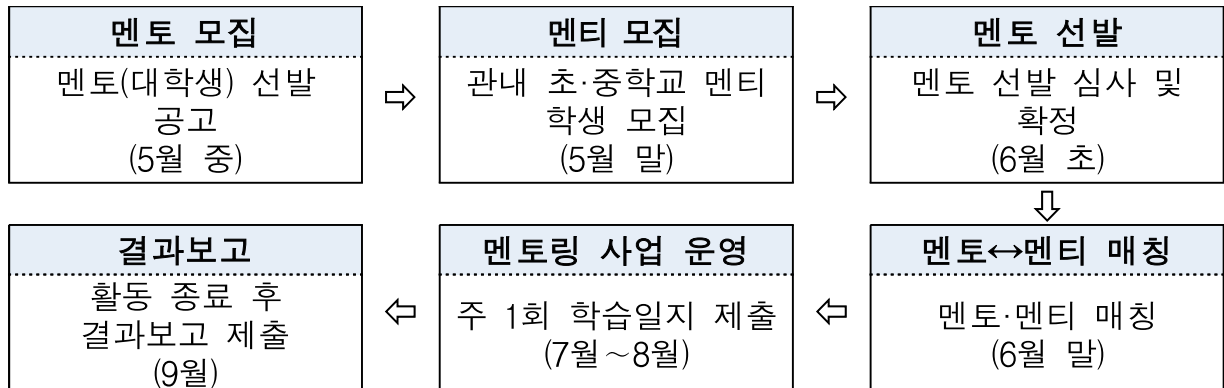 멘토 모집
멘토(대학생) 선발
공고
(5월 중)
⇨
멘티 모집
관내 초·중학교 멘티
학생 모집
(5월 말)
⇨
멘토 선발
멘토 선발 심사 및
확정
(6월 초)
⇩
멘토↔멘티 매칭
멘토·멘티 매칭
(6월 말)
⇦
멘토링 사업 운영
주 1회 학습일지 제출
(7월～8월)
⇦
결과보고
활동 종료 후
결과보고 제출
(9월)